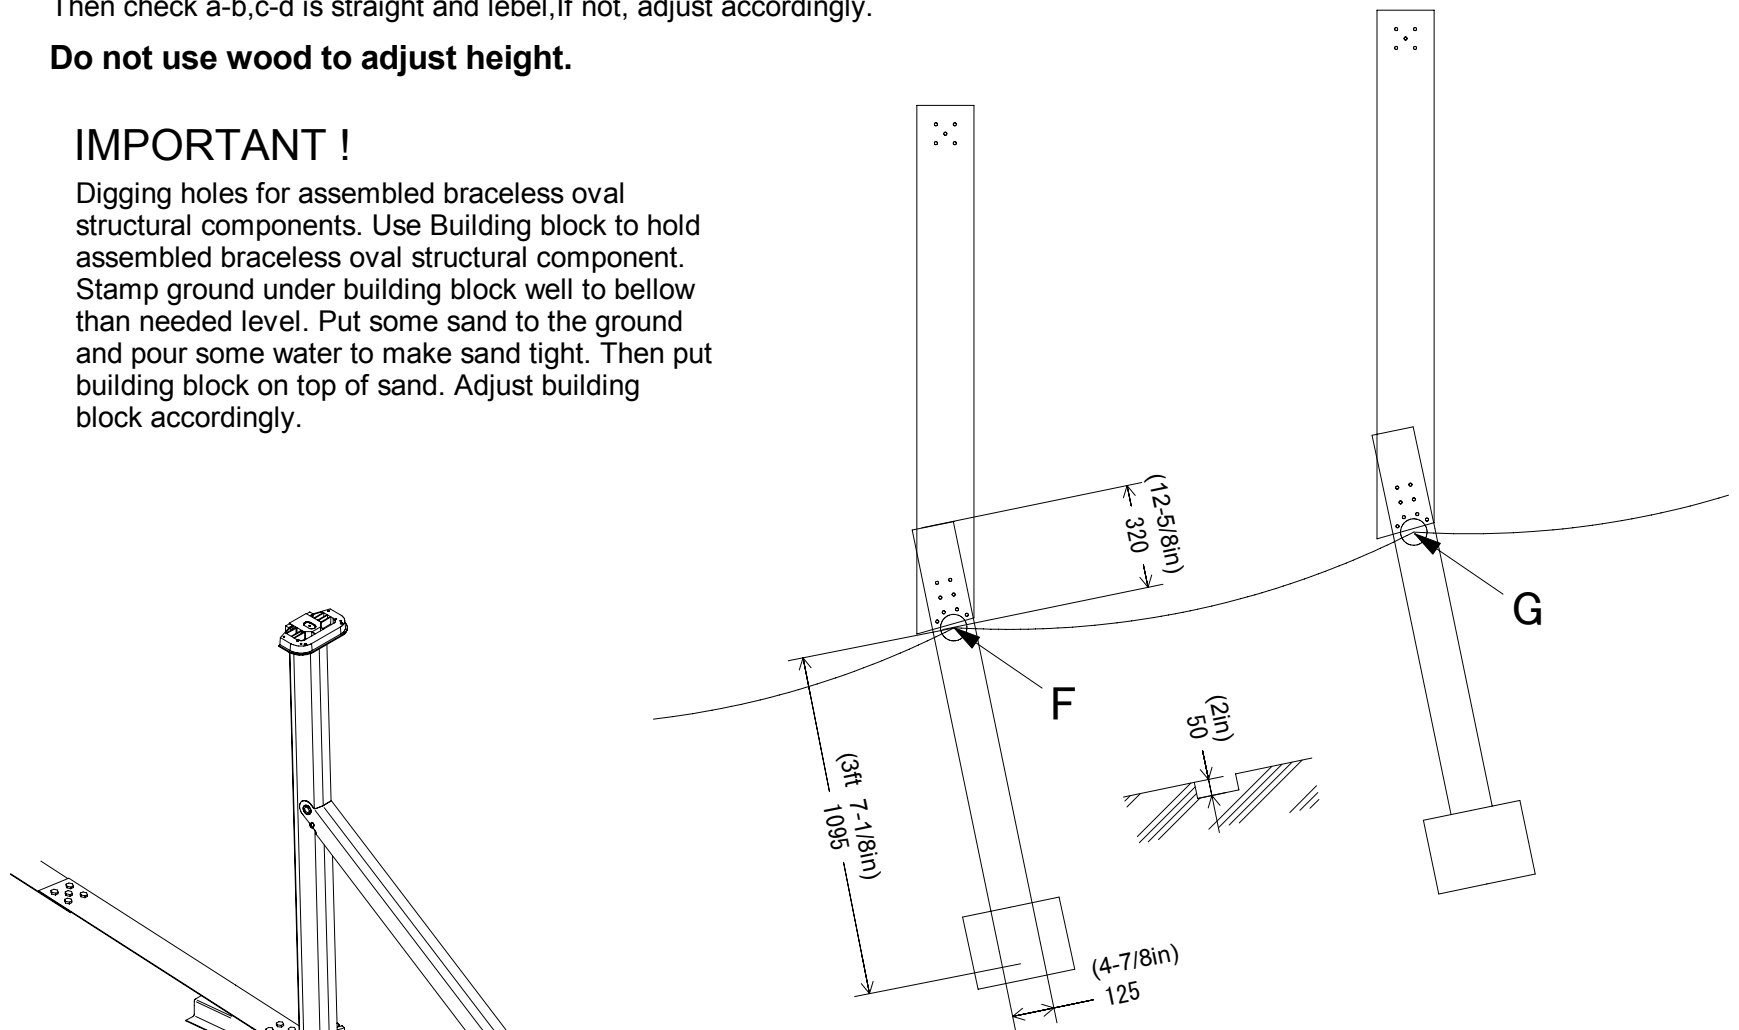 Then check a-b,c-d is straight and lebel,If not, adjust accordingly.
Do not use wood to adjust height.
IMPORTANT !
Digging holes for assembled braceless oval
structural components. Use Building block to hold
assembled braceless oval structural component.
Stamp ground under building block well to bellow
than needed level. Put some sand to the ground
and pour some water to make sand tight. Then put
building block on top of sand. Adjust building
block accordingly.
(12-5/8in)
320
G
F
(2in)
50
(3ft 7-1/8in)
1095
(4-7/8in)
125